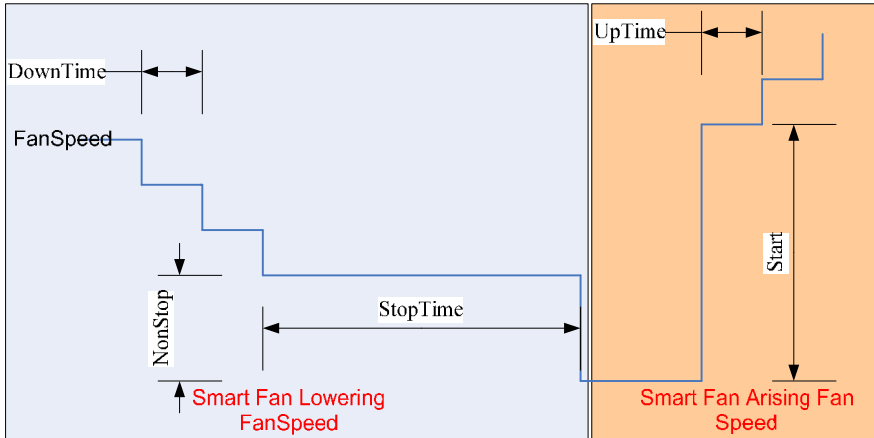 UpTime
DownTime
FanSpeed
Start
NonStop
StopTime
Smart Fan Lowering
FanSpeed
Smart Fan Arising Fan
Speed